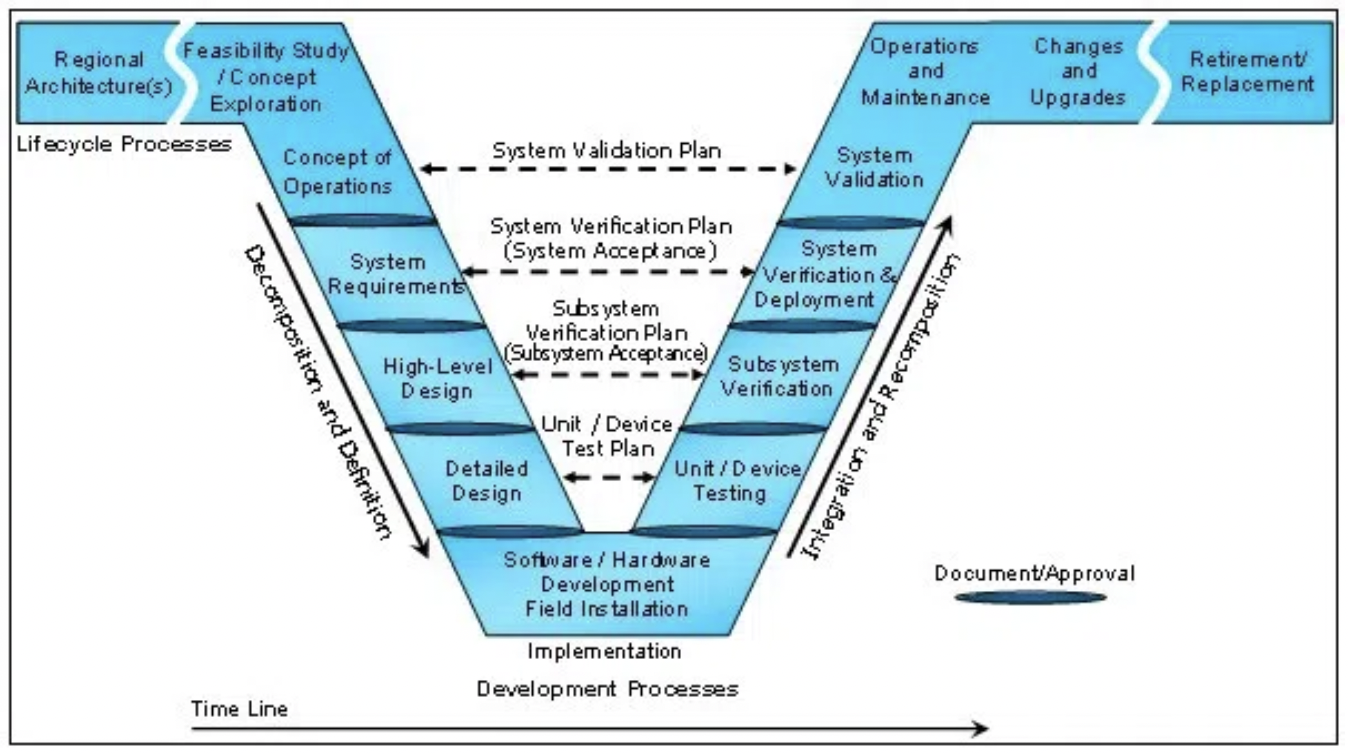 Regional
Architecture(s)
Feasibility Study
/ Concept
Exploration
Operations
and
Maintenance
Changes
and
Upgrades
Retirement/
Replacement
Lifecycle Processes
Concept of
Operations
System Validation Plan
System
Validation
System Verification Plan
(System Acceptance)
System
Requirements
System
Verification &
Deployment
Subsystem
Verification Plan
(Subsystem Acceptance)
High-Level
Design
Subsystem
Verification
Unit / Device
Test Plan
Detailed
Design
Unit / Device
Testing
Decomposition and Definition
Integration and Recomposition
Software / Hardware
Development
Field Installation
Document/Approval
Implementation
Development Processes
Time Line